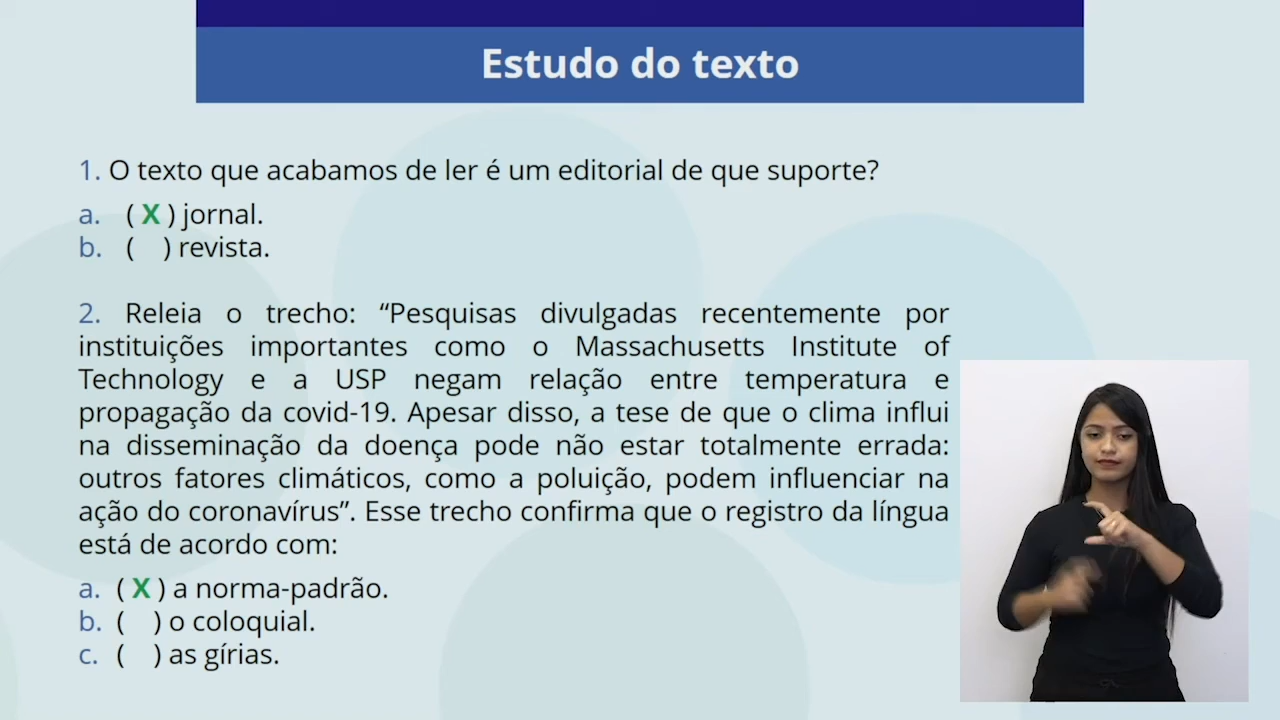 Estudo do texto
1. O texto que acabamos de ler é um editorial de que suporte?
a. ( X ) jornal.
b. ( ) revista.
2. Releia o trecho: “Pesquisas divulgadas recentemente por
instituições importantes como o Massachusetts Institute of
Technology e a USP negam relação entre temperatura e
propagação da covid-19. Apesar disso, a tese de que o clima influi
na disseminação da doença pode não estar totalmente errada:
outros fatores climáticos, como a poluição, podem influenciar na
ação do coronavírus”. Esse trecho confirma que o registro da língua
está de acordo com:
a. ( X ) a norma-padrão.
b. ( ) o coloquial.
c. ( ) as gírias.